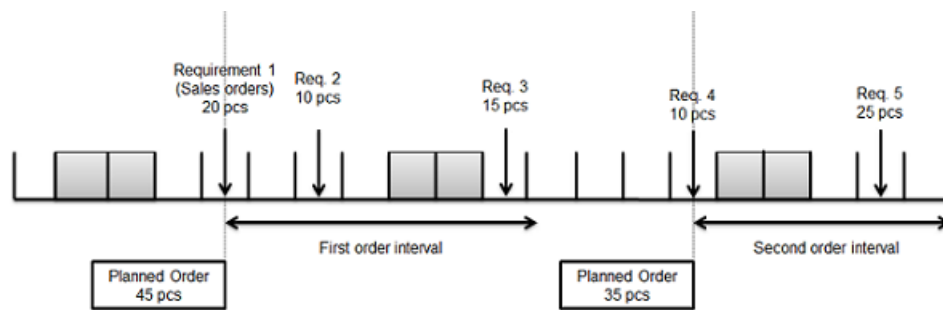 Requirement 1
(Sales orders)
20 pcs
Req. 2
10 pcs
Req. 3
15 pcs
Req. 4
10 pcs
Req. 5
25 pcs
First order interval
Second order interval
Planned Order
45 pcs
Planned Order
35 pcs